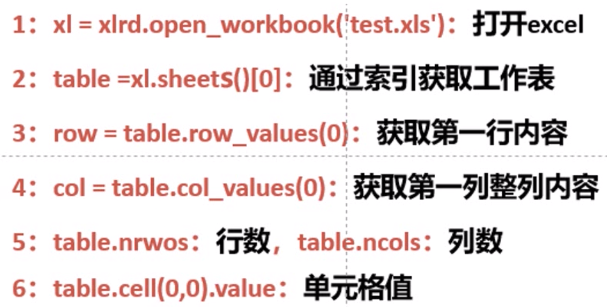 1：xl = xlrd.open_workbook('test.xls')：打开excel
2：table =xl.sheets()[0]：通过索引获取工作表
3：row = table.row_values(0)：获取第一行内容
4：col = table.col_values(0)：获取第一列整列内容
5：table.nrwos：行数，table.ncols：列数
6：table.cell(0,0).value：单元格值